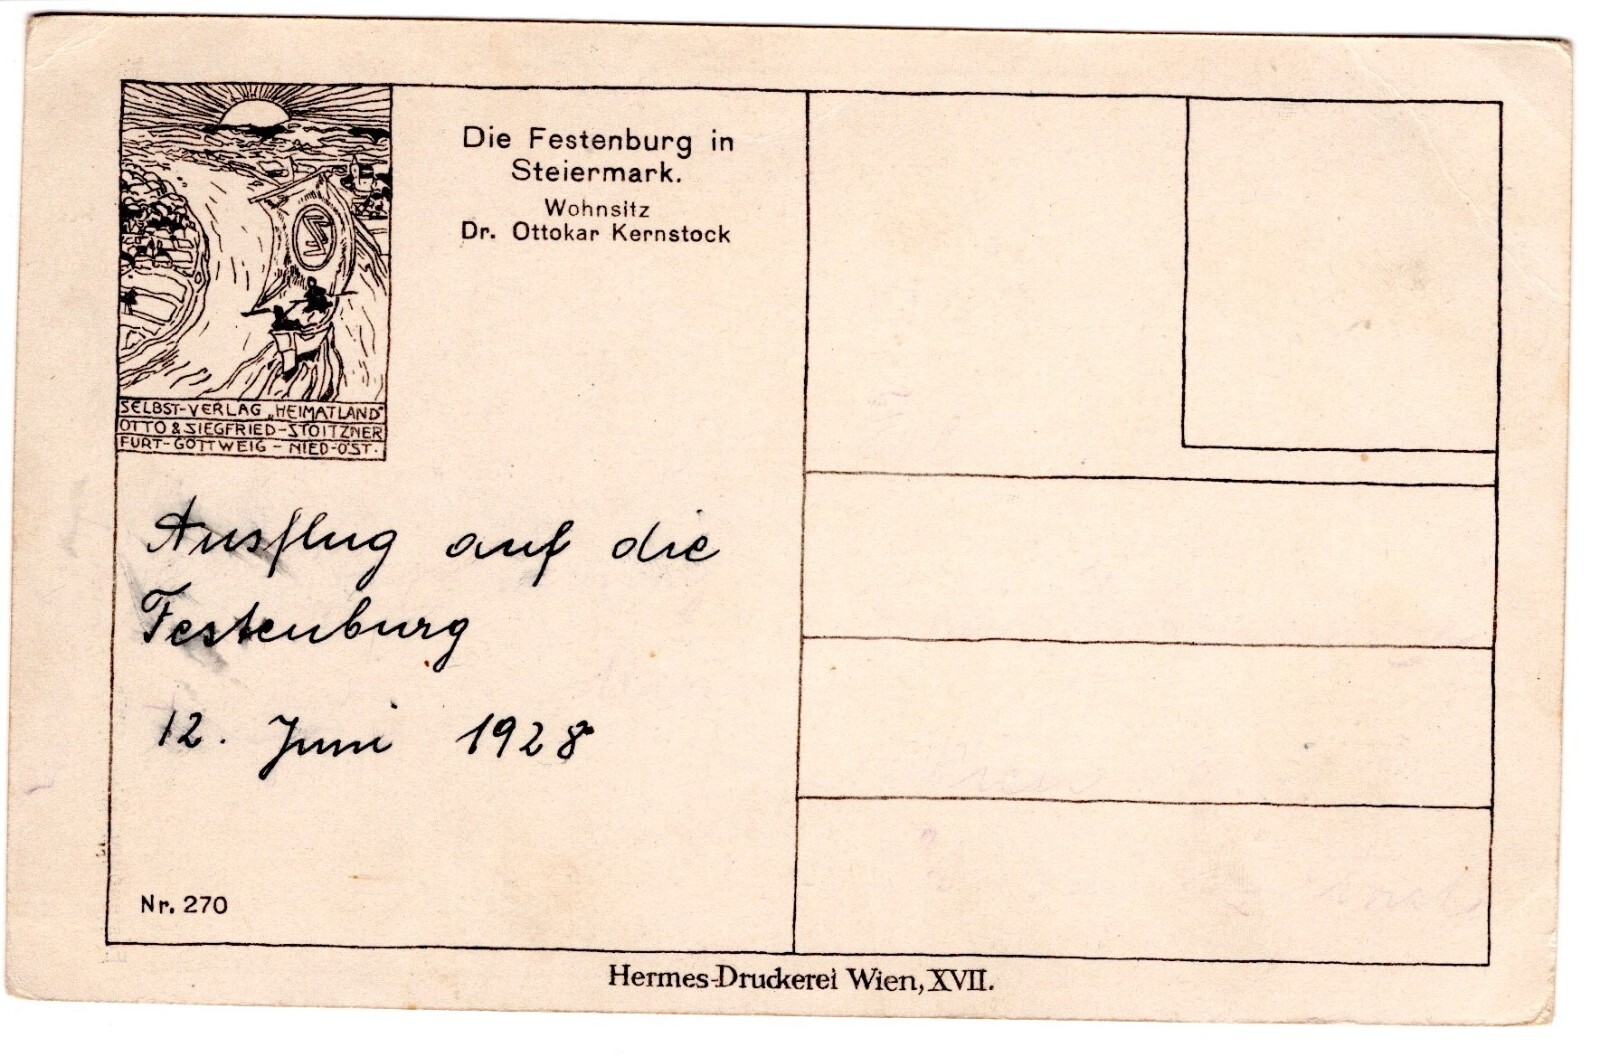 Die Festenburg in
Steiermark.
Wohnsitz
Dr. Ottokar Kernstock
SELBST-VERLAG „HEIMATLAND"
OTTO & SIEGFRIED-STOITZNER
FURT-GÖTTWEIG - NIED-ÖST.
Ausflug auf die
Festenburg
12. Juni 1928
Nr. 270
Hermes-Druckerei Wien, XVII.